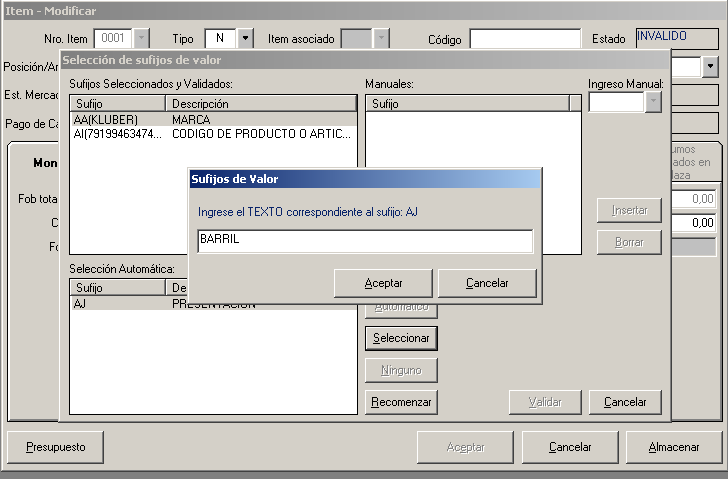 Item - Modificar
Nro. Item 0001 Tipo N Item asociado Código Estado INVALIDO
Selección de sufijos de valor
Posición/Ar
Est. Merca
Pago de Ca
Sufijos Seleccionados y Validados:
Sufijo Descripción
AA(KLUBER) MARCA
AI(79199463474... CODIGO DE PRODUCTO O ARTIC...
Manuales:
Sufijo
Ingreso Manual:
Insertar
Borrar
Mon
Fob tota
C
Fo
umos
ados en
laza
0,00
0,00
Sufijos de Valor
Ingrese el TEXTO correspondiente al sufijo: AJ
BARRIL
Aceptar Cancelar
Selección Automática:
Sufijo De
AJ PRESENTACION
Automático
Seleccionar
Ninguno
Recomenzar Validar Cancelar
Presupuesto Aceptar Cancelar Almacenar